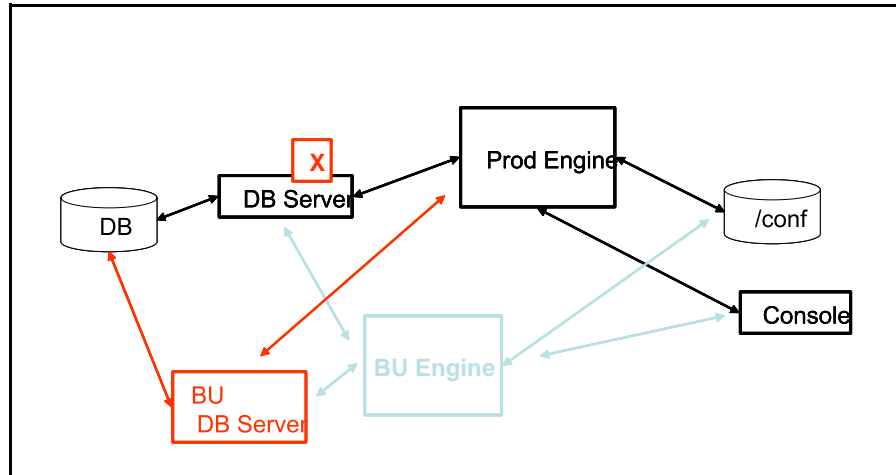 X
Prod Engine
DB Server
DB
/conf
Console
BU Engine
BU
DB Server